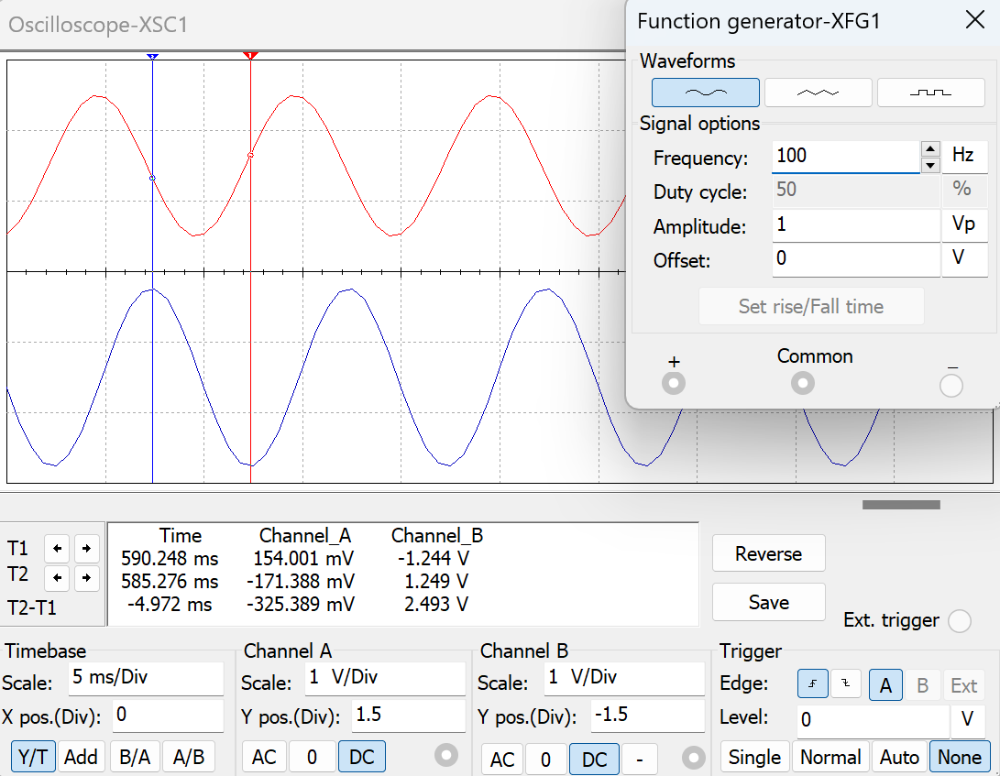 Oscilloscope-XSC1
Function generator-XFG1
Waveforms
Signal options
Frequency: 100 Hz
Duty cycle: 50 %
Amplitude: 1 Vp
Offset: 0 V
Set rise/Fall time
+ Common −
2 1
Time Channel_A Channel_B
T1 590.248 ms 154.001 mV -1.244 V
T2 585.276 ms -171.388 mV 1.249 V
T2-T1 -4.972 ms -325.389 mV 2.493 V
Reverse
Save
Ext. trigger
Timebase
Scale: 5 ms/Div
X pos.(Div): 0
Y/T Add B/A A/B
Channel A
Scale: 1 V/Div
Y pos.(Div): 1.5
AC 0 DC
Channel B
Scale: 1 V/Div
Y pos.(Div): -1.5
AC 0 DC -
Trigger
Edge: A B Ext
Level: 0 V
Single Normal Auto None